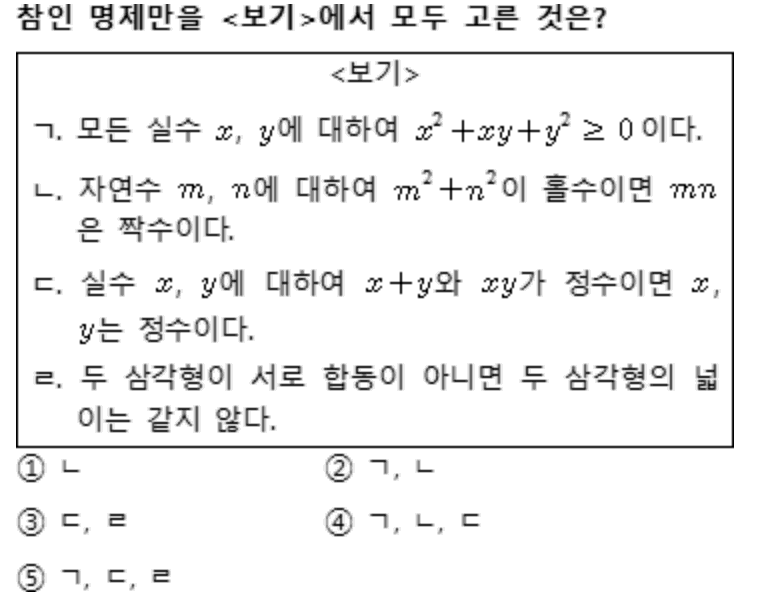 참인 명제만을 <보기>에서 모두 고른 것은?
<보기>
ㄱ. 모든 실수 x, y에 대하여 x² + xy + y² ≥ 0 이다.
ㄴ. 자연수 m, n에 대하여 m² + n²이 홀수이면 mn
은 짝수이다.
ㄷ. 실수 x, y에 대하여 x + y와 xy가 정수이면 x,
y는 정수이다.
ㄹ. 두 삼각형이 서로 합동이 아니면 두 삼각형의 넓
이는 같지 않다.
① ㄴ ② ㄱ, ㄴ
③ ㄷ, ㄹ ④ ㄱ, ㄴ, ㄷ
⑤ ㄱ, ㄷ, ㄹ